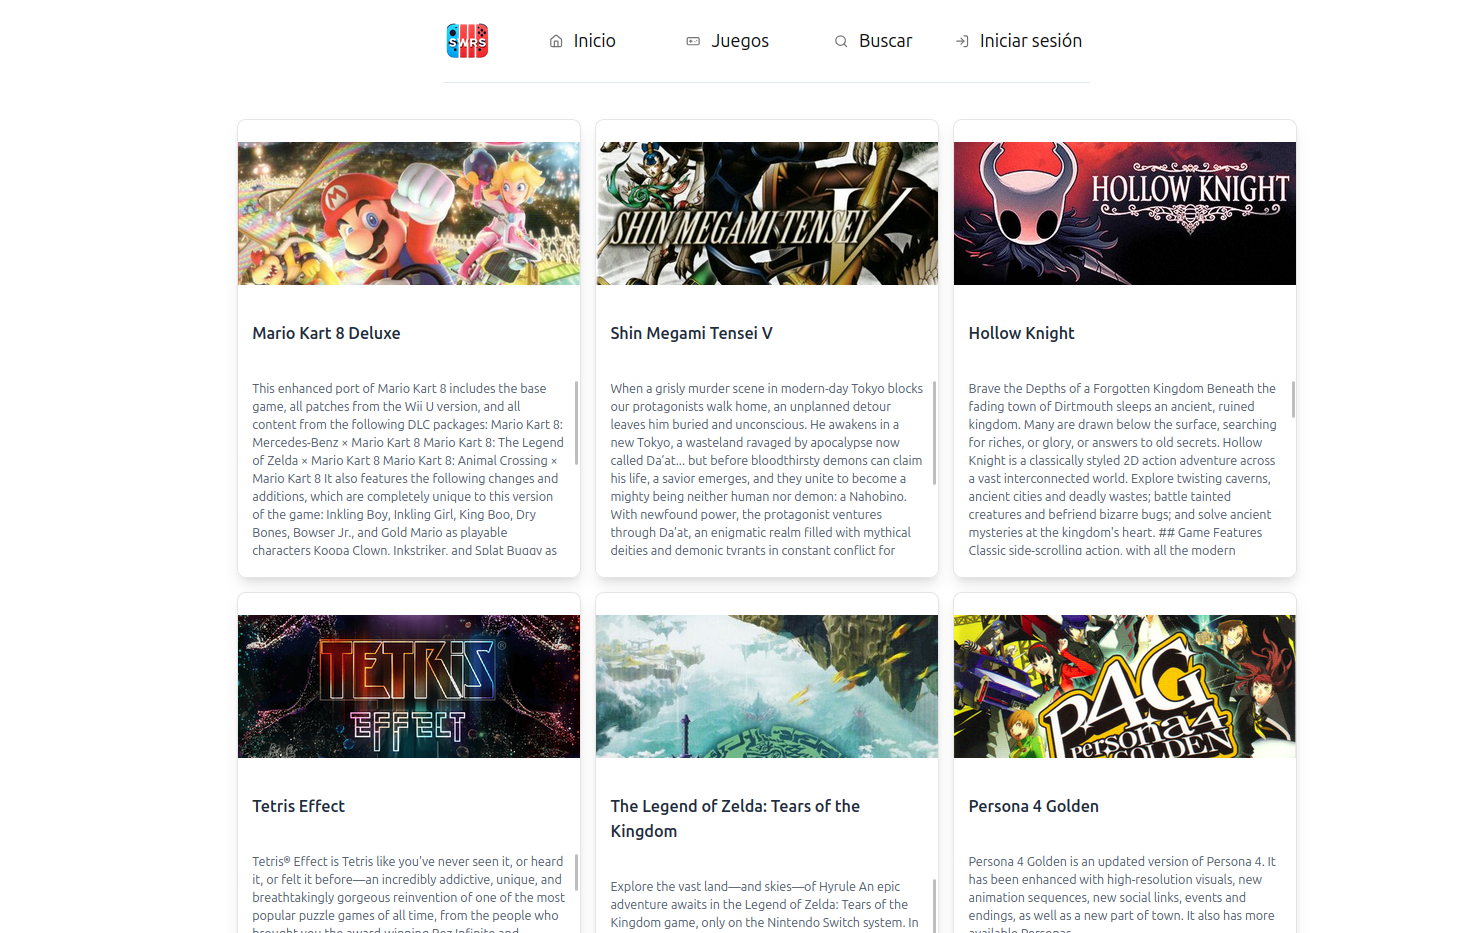 SWRS
Inicio
Juegos
Buscar
Iniciar sesión
SHIN MEGAMI TENSEI V
HOLLOW KNIGHT
Mario Kart 8 Deluxe
Shin Megami Tensei V
Hollow Knight
This enhanced port of Mario Kart 8 includes the base
game, all patches from the Wii U version, and all
content from the following DLC packages: Mario Kart 8:
Mercedes-Benz × Mario Kart 8 Mario Kart 8: The Legend
of Zelda × Mario Kart 8 Mario Kart 8: Animal Crossing ×
Mario Kart 8 It also features the following changes and
additions, which are completely unique to this version
of the game: Inkling Boy, Inkling Girl, King Boo, Dry
Bones, Bowser Jr., and Gold Mario as playable
characters Koopa Clown, Inkstriker, and Splat Buggy as
When a grisly murder scene in modern-day Tokyo blocks
our protagonists walk home, an unplanned detour
leaves him buried and unconscious. He awakens in a
new Tokyo, a wasteland ravaged by apocalypse now
called Da’at... but before bloodthirsty demons can claim
his life, a savior emerges, and they unite to become a
mighty being neither human nor demon: a Nahobino.
With newfound power, the protagonist ventures
through Da’at, an enigmatic realm filled with mythical
deities and demonic tyrants in constant conflict for
Brave the Depths of a Forgotten Kingdom Beneath the
fading town of Dirtmouth sleeps an ancient, ruined
kingdom. Many are drawn below the surface, searching
for riches, or glory, or answers to old secrets. Hollow
Knight is a classically styled 2D action adventure across
a vast interconnected world. Explore twisting caverns,
ancient cities and deadly wastes; battle tainted
creatures and befriend bizarre bugs; and solve ancient
mysteries at the kingdom's heart. ## Game Features
Classic side-scrolling action, with all the modern
TETRIS®
EFFECT
P4G
Persona 4
GOLDEN
Tetris Effect
The Legend of Zelda: Tears of the
Kingdom
Persona 4 Golden
Tetris® Effect is Tetris like you've never seen it, or heard
it, or felt it before—an incredibly addictive, unique, and
breathtakingly gorgeous reinvention of one of the most
popular puzzle games of all time, from the people who
brought you the award-winning Rez Infinite and
Explore the vast land—and skies—of Hyrule An epic
adventure awaits in the Legend of Zelda: Tears of the
Kingdom game, only on the Nintendo Switch system. In
Persona 4 Golden is an updated version of Persona 4. It
has been enhanced with high-resolution visuals, new
animation sequences, new social links, events and
endings, as well as a new part of town. It also has more
available Personas